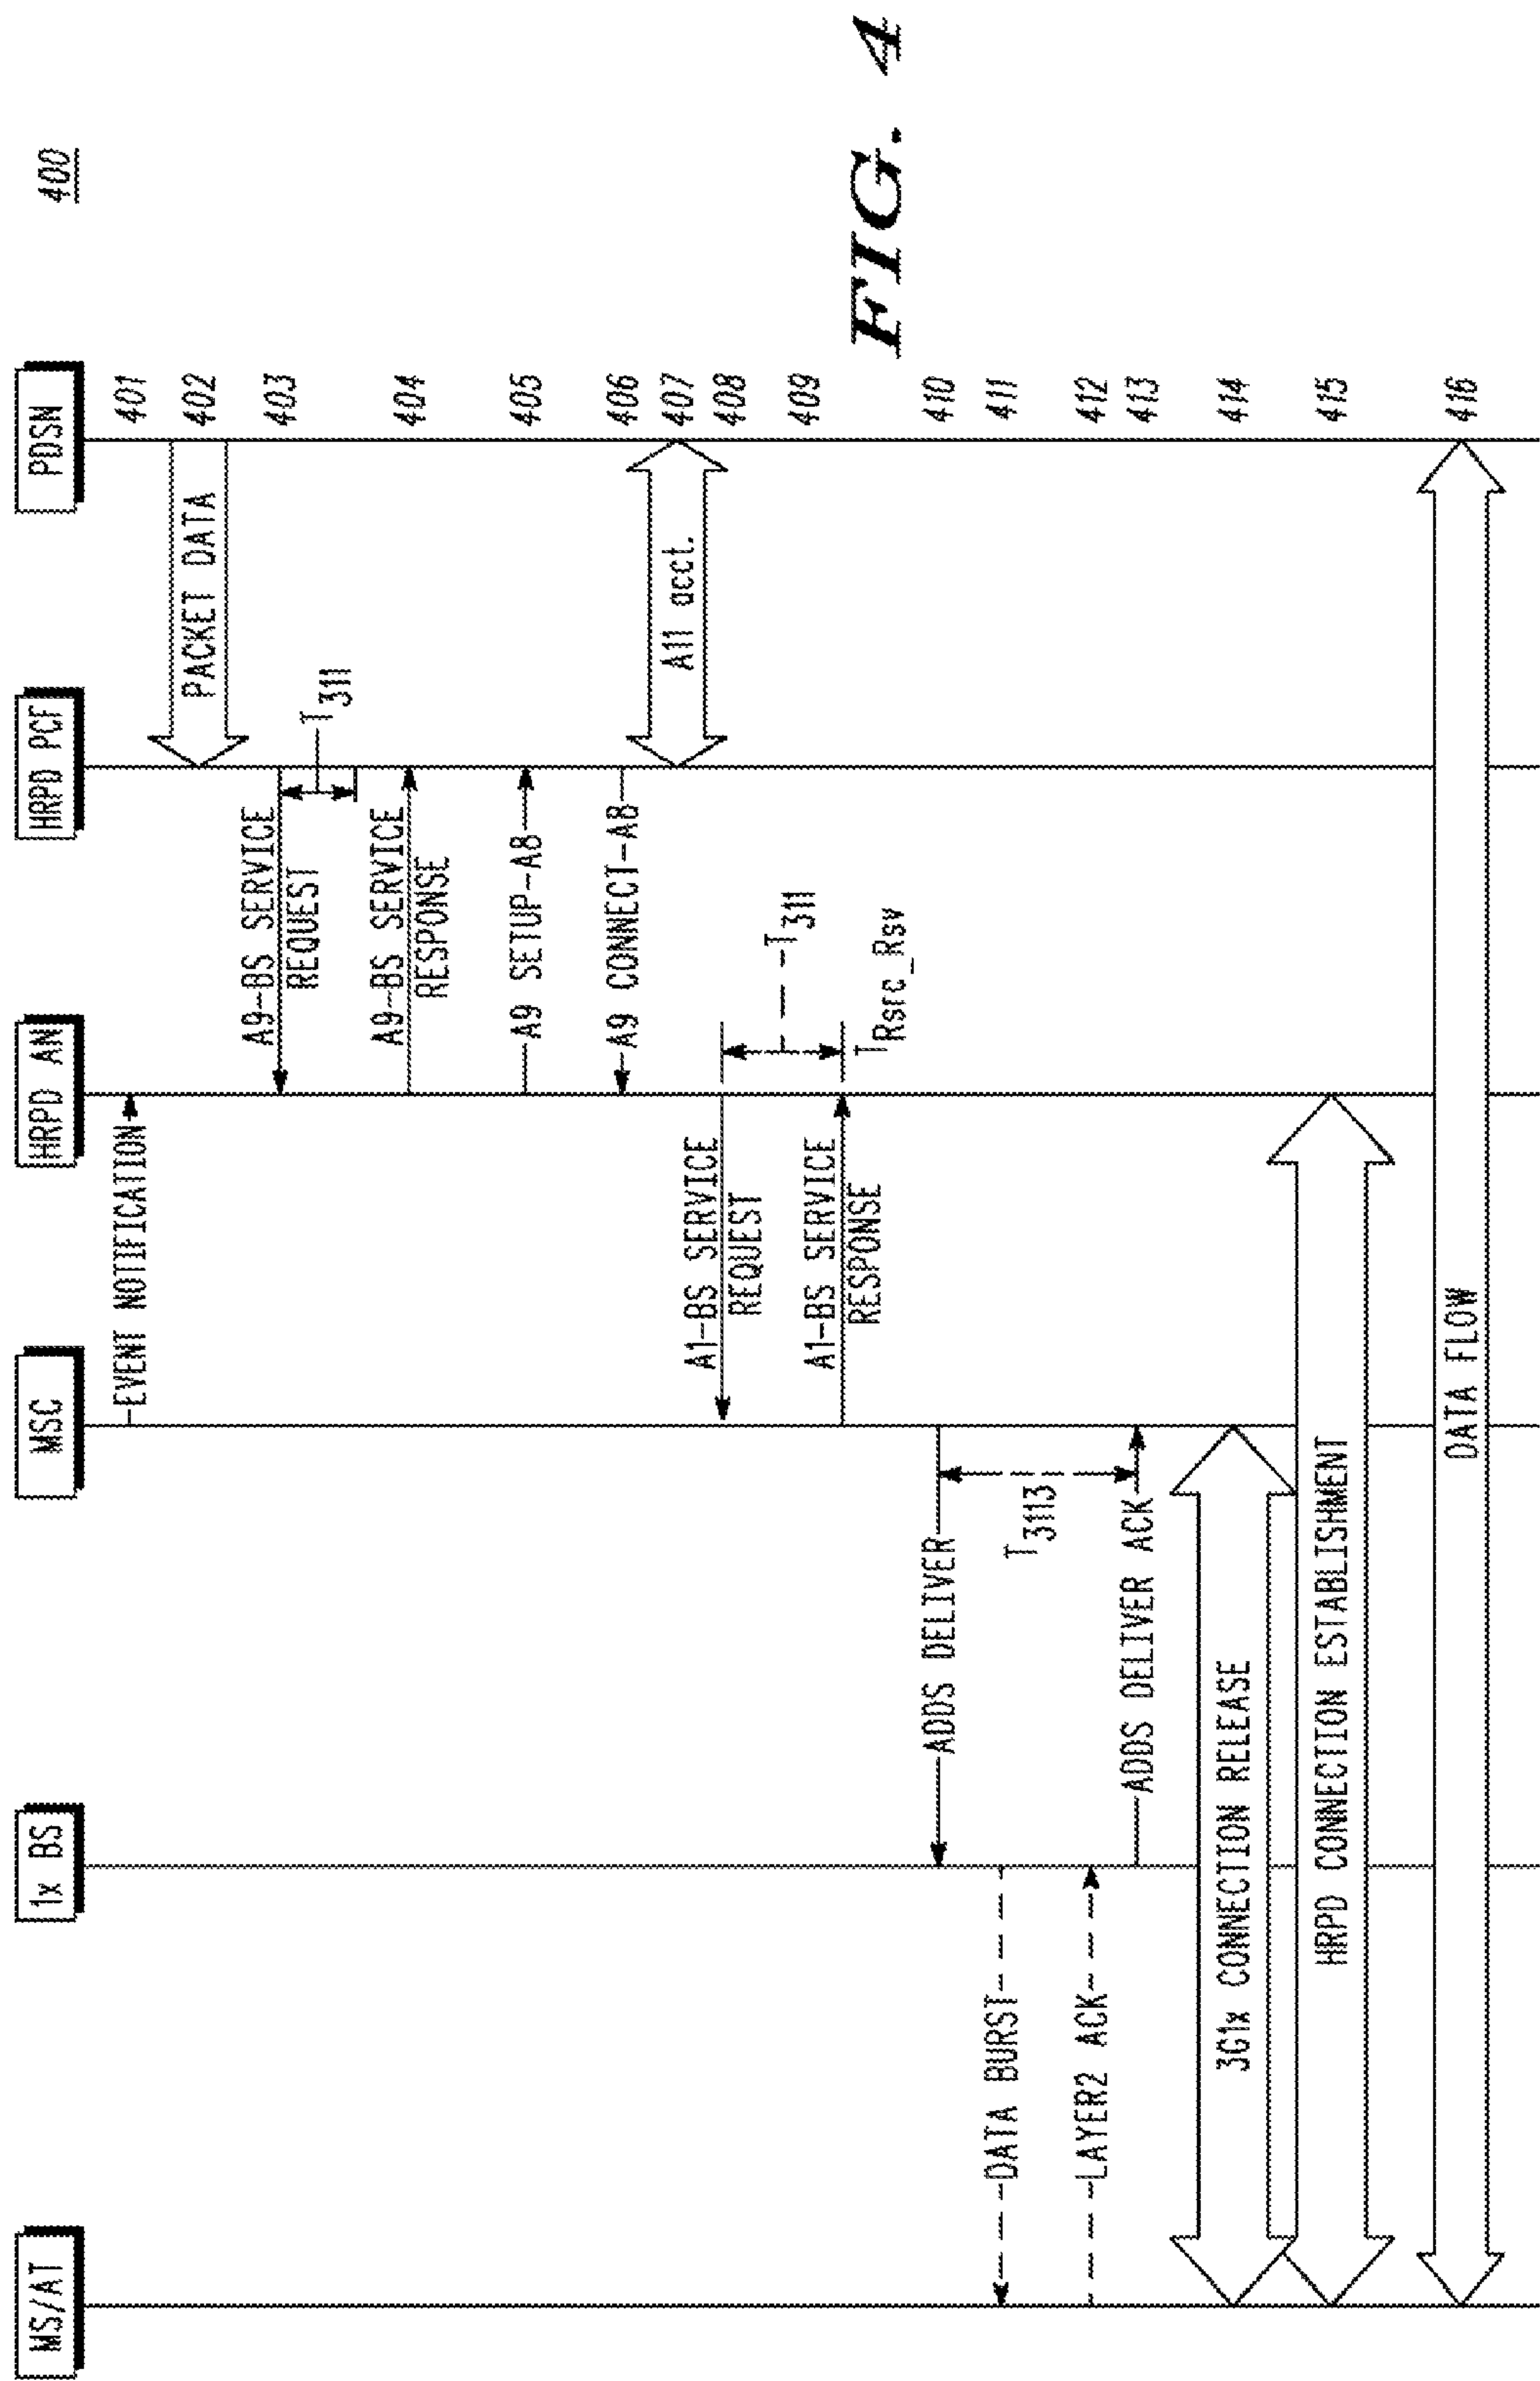 400
MS/AT
1x BS
MSC
HRPD AN
HRPD PCF
PDSN
EVENT NOTIFICATION
401
PACKET DATA
402
A9-BS SERVICE
REQUEST
403
T311
A9-BS SERVICE
RESPONSE
404
A9 SETUP-A8
405
A9 CONNECT-A8
406
A11 acct.
407
A1-BS SERVICE
REQUEST
408
T311
A1-BS SERVICE
RESPONSE
409
TRsrc_Rsv
ADDS DELIVER
410
DATA BURST
411
T3113
LAYER2 ACK
412
ADDS DELIVER ACK
413
3G1x CONNECTION RELEASE
414
HRPD CONNECTION ESTABLISHMENT
415
DATA FLOW
416
FIG. 4